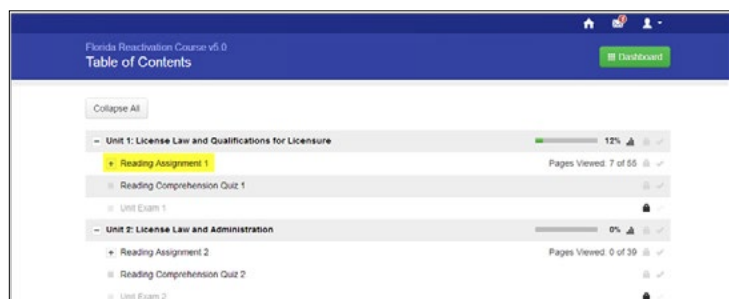 Florida Reactivation Course v5.0
Table of Contents
Dashboard
Collapse All
Unit 1: License Law and Qualifications for Licensure 12%
Reading Assignment 1 Pages Viewed: 7 of 55
Reading Comprehension Quiz 1
Unit Exam 1
Unit 2: License Law and Administration 0%
Reading Assignment 2 Pages Viewed: 0 of 39
Reading Comprehension Quiz 2
Unit Exam 2